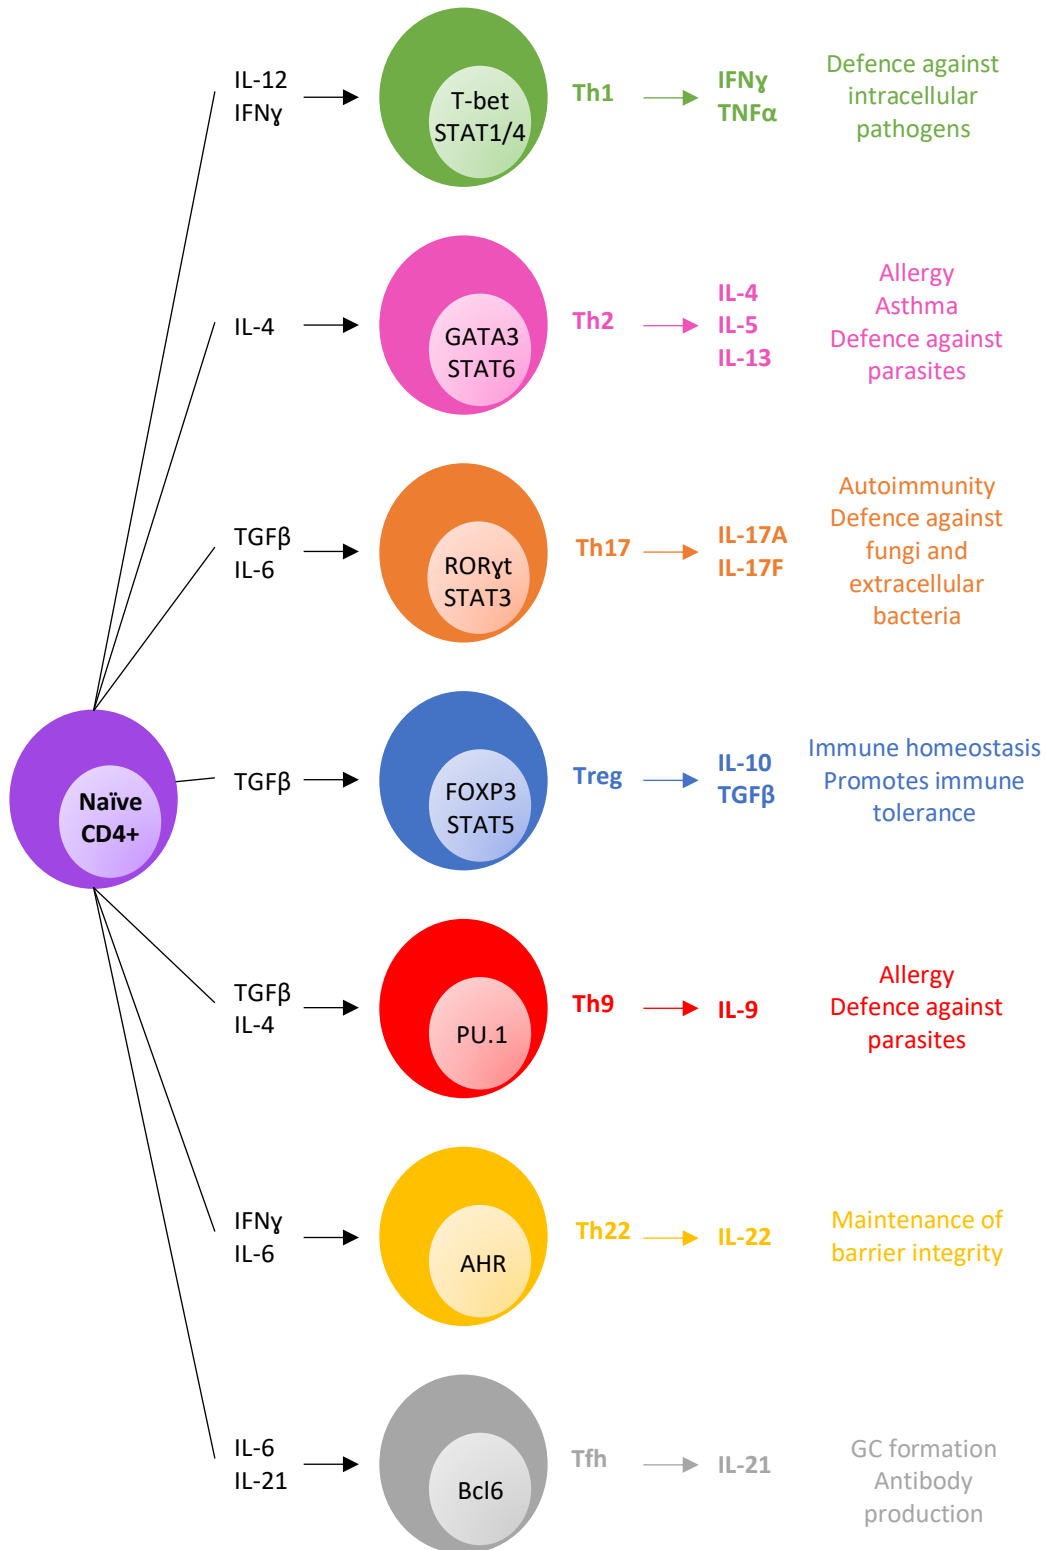 IL-12
IFNɣ
T-bet
STAT1/4
Th1
IFNɣ
TNFα
Defence against
intracellular
pathogens
IL-4
GATA3
STAT6
Th2
IL-4
IL-5
IL-13
Allergy
Asthma
Defence against
parasites
TGFβ
IL-6
RORɣt
STAT3
Th17
IL-17A
IL-17F
Autoimmunity
Defence against
fungi and
extracellular
bacteria
Naïve
CD4+
TGFβ
FOXP3
STAT5
Treg
IL-10
TGFβ
Immune homeostasis
Promotes immune
tolerance
TGFβ
IL-4
PU.1
Th9
IL-9
Allergy
Defence against
parasites
IFNɣ
IL-6
AHR
Th22
IL-22
Maintenance of
barrier integrity
IL-6
IL-21
Bcl6
Tfh
IL-21
GC formation
Antibody
production